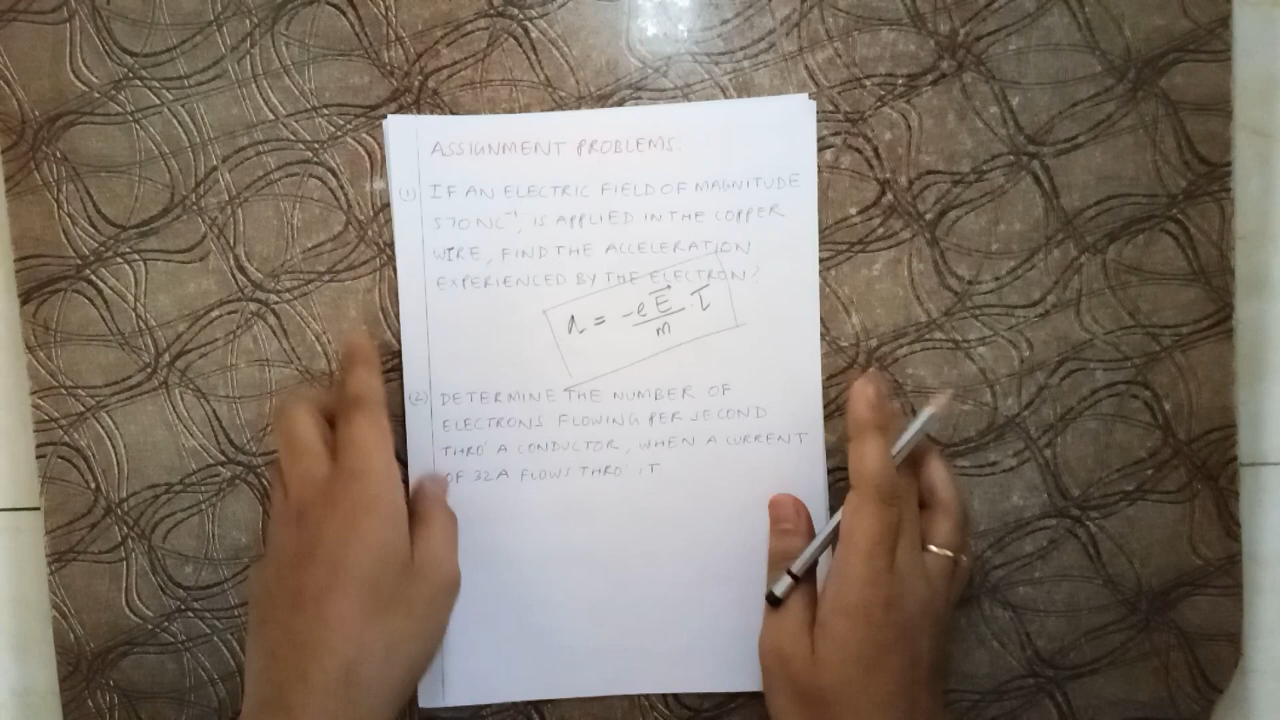 ASSIGNMENT PROBLEMS.
(1) IF AN ELECTRIC FIELD OF MAGNITUDE
570 NC⁻¹, IS APPLIED IN THE COPPER
WIRE, FIND THE ACCELERATION
EXPERIENCED BY THE ELECTRON?
a = -eE⃗/m . τ
(2) DETERMINE THE NUMBER OF
ELECTRONS FLOWING PER SECOND
THRO' A CONDUCTOR, WHEN A CURRENT
OF 32A FLOWS THRO' IT